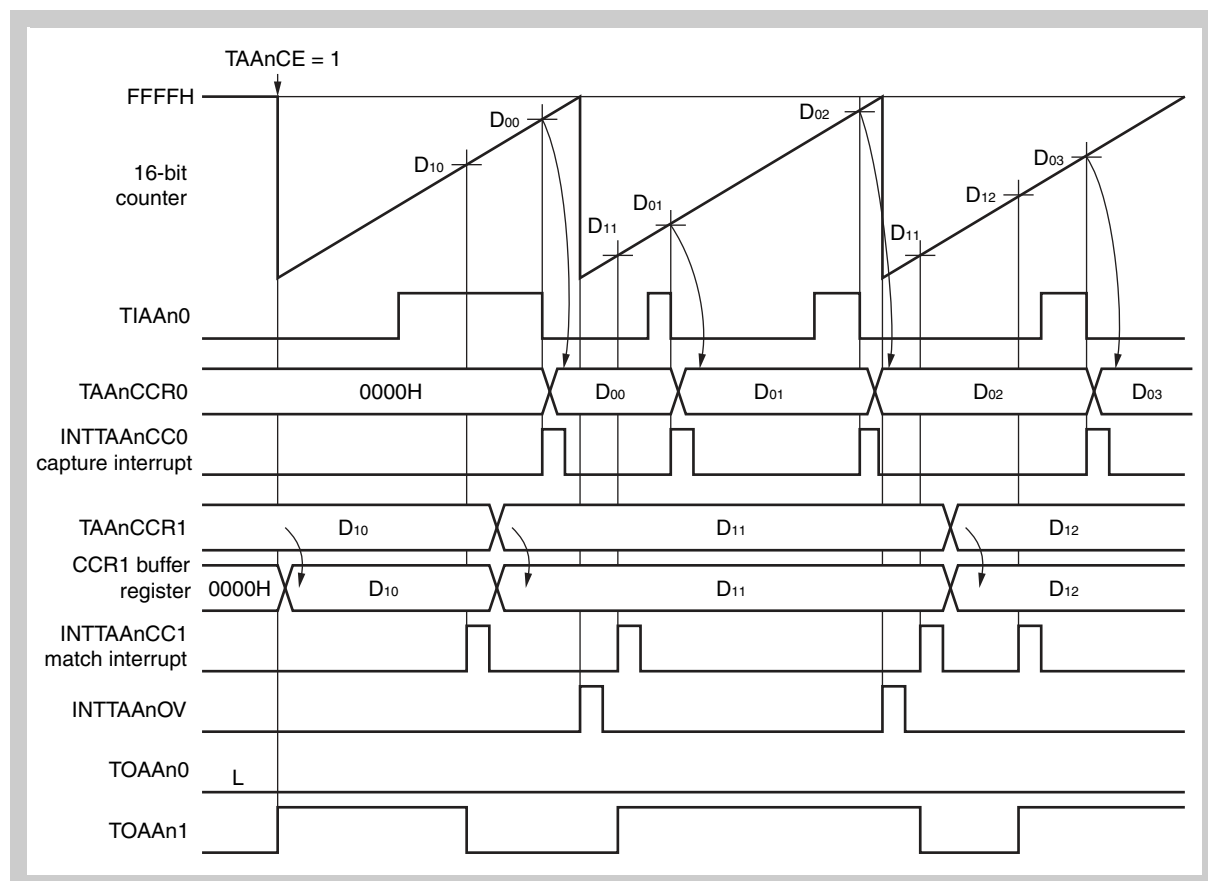 TAAnCE = 1
FFFFH
D00
D02
D10
D03
16-bit
counter
D01
D12
D11
D11
TIAAn0
TAAnCCR0
0000H
D00
D01
D02
D03
INTTAAnCC0
capture interrupt
TAAnCCR1
D10
D11
D12
CCR1 buffer
register
0000H
D10
D11
D12
INTTAAnCC1
match interrupt
INTTAAnOV
TOAAn0
L
TOAAn1